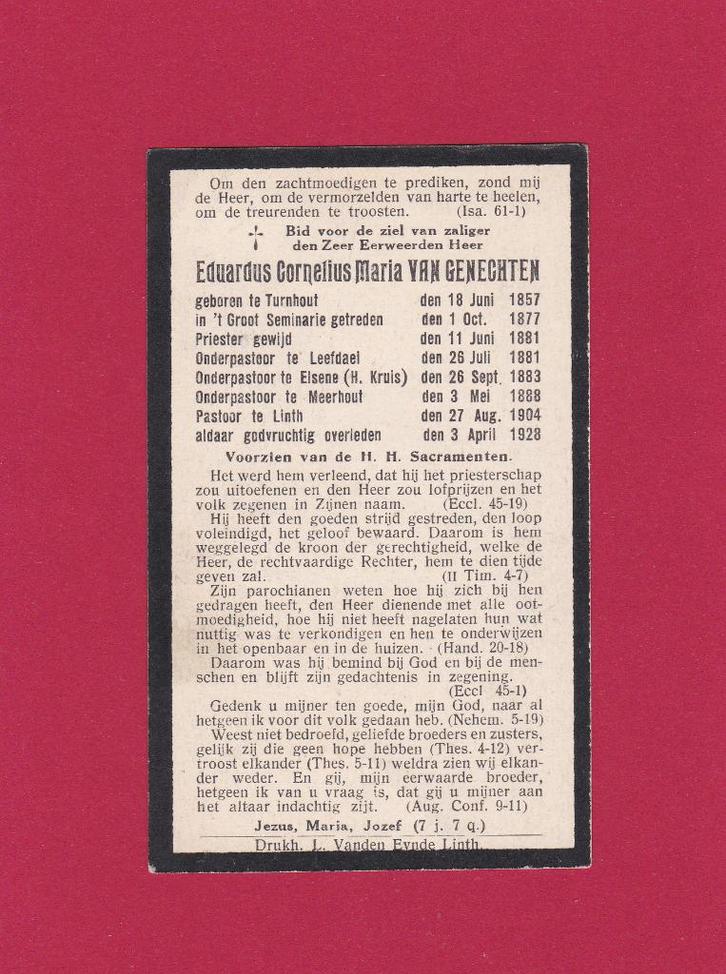 Om den zachtmoedigen te prediken, zond mij
de Heer, om de vermorzelden van harte te heelen,
om de treurenden te troosten. (Isa. 61-1)
Bid voor de ziel van zaliger
den Zeer Eerweerden Heer
Eduardus Cornelius Maria VAN GENECHTEN
geboren te Turnhout den 18 Juni 1857
in 't Groot Seminarie getreden den 1 Oct. 1877
Priester gewijd den 11 Juni 1881
Onderpastoor te Leefdael den 26 Juli 1881
Onderpastoor te Elsene (H. Kruis) den 26 Sept. 1883
Onderpastoor te Meerhout den 3 Mei 1888
Pastoor te Linth den 27 Aug. 1904
aldaar godvruchtig overleden den 3 April 1928
Voorzien van de H. H. Sacramenten.
Het werd hem verleend, dat hij het priesterschap
zou uitoefenen en den Heer zou lofprijzen en het
volk zegenen in Zijnen naam. (Eccl. 45-19)
Hij heeft den goeden strijd gestreden, den loop
voleindigd, het geloof bewaard. Daarom is hem
weggelegd de kroon der gerechtigheid, welke de
Heer, de rechtvaardige Rechter, hem te dien tijde
geven zal. (II Tim. 4-7)
Zijn parochianen weten hoe hij zich bij hen
gedragen heeft, den Heer dienende met alle oot-
moedigheid, hoe hij niet heeft nagelaten hun wat
nuttig was te verkondigen en hen te onderwijzen
in het openbaar en in de huizen. (Hand. 20-18)
Daarom was hij bemind bij God en bij de men-
schen en blijft zijn gedachtenis in zegening.
(Eccl 45-1)
Gedenk u mijner ten goede, mijn God, naar al
hetgeen ik voor dit volk gedaan heb. (Nehem. 5-19)
Weest niet bedroefd, geliefde broeders en zusters,
gelijk zij die geen hope hebben (Thes. 4-12) ver-
troost elkander (Thes. 5-11) weldra zien wij elkan-
der weder. En gij, mijn eerwaarde broeder,
hetgeen ik van u vraag is, dat gij u mijner aan
het altaar indachtig zijt. (Aug. Conf. 9-11)
Jezus, Maria, Jozef (7 j. 7 q.)
Drukh. L. Vanden Eynde Linth.